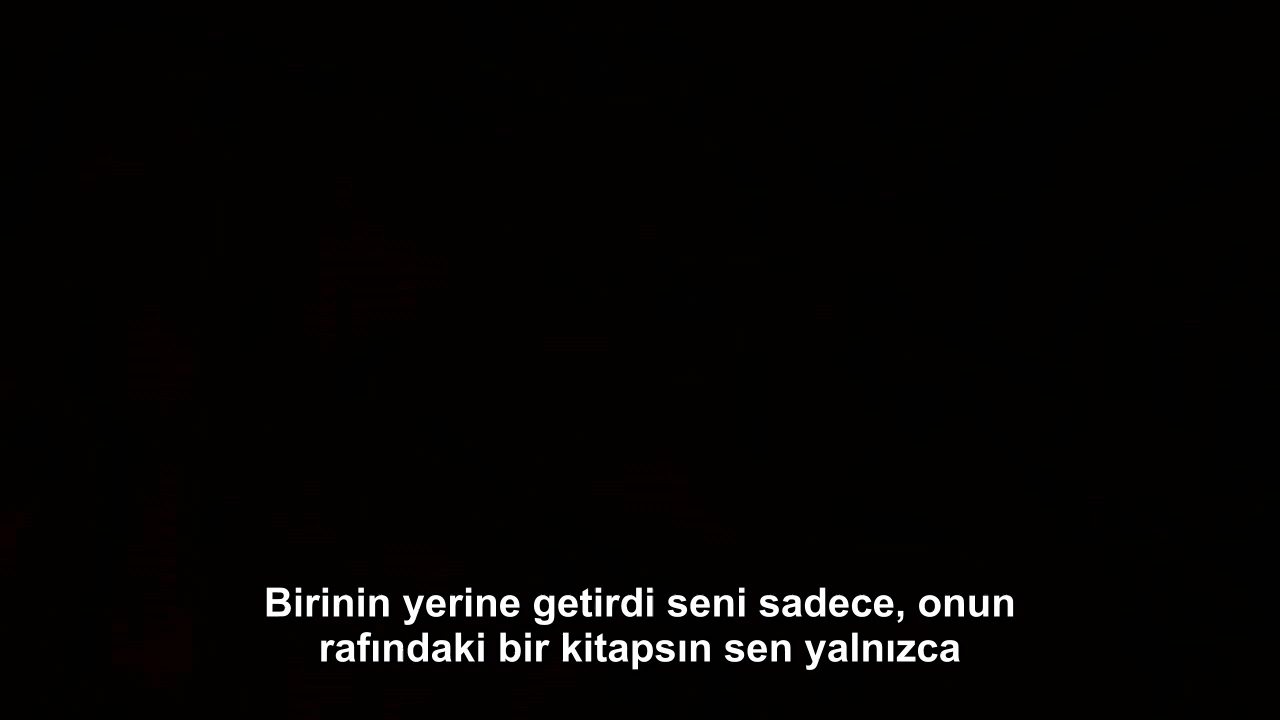 Birinin yerine getirdi seni sadece, onun
rafındaki bir kitapsın sen yalnızca